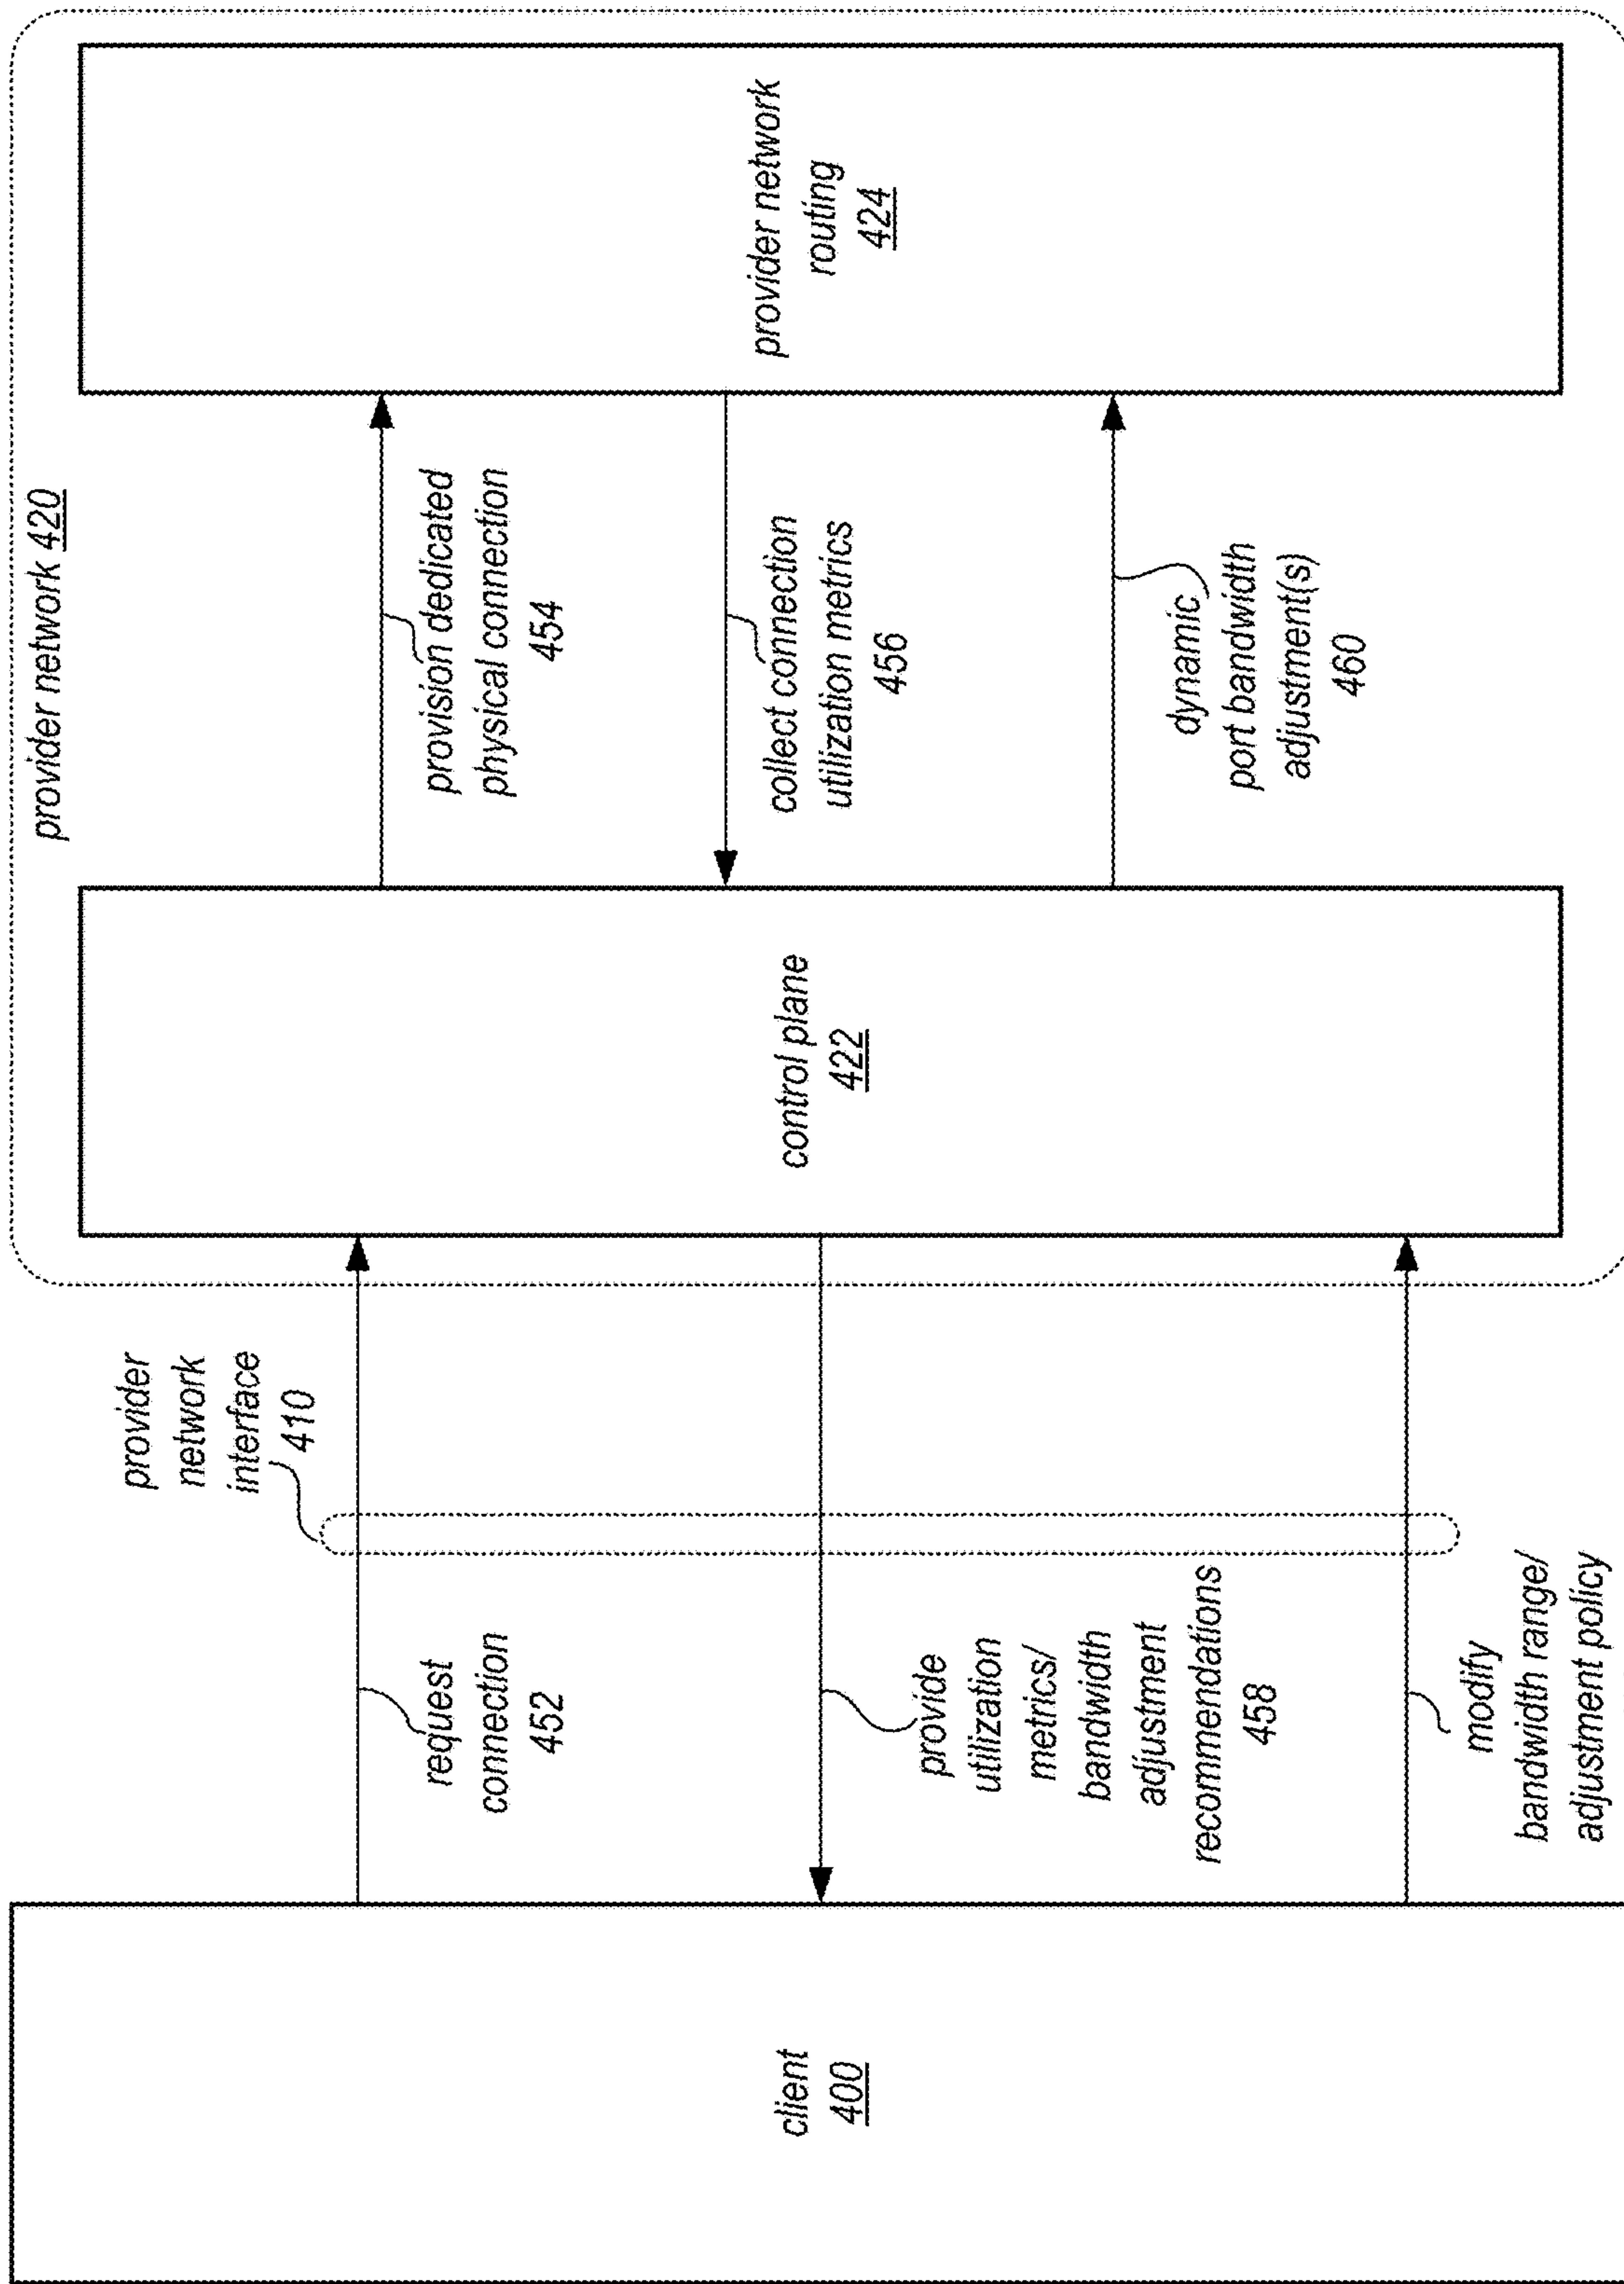 provider network 420
client
400
provider
network
interface
410
control plane
422
provider network
routing
424
request
connection
452
provision dedicated
physical connection
454
collect connection
utilization metrics
456
provide
utilization
metrics/
bandwidth
adjustment
recommendations
458
dynamic
port bandwidth
adjustment(s)
460
modify
bandwidth range/
adjustment policy